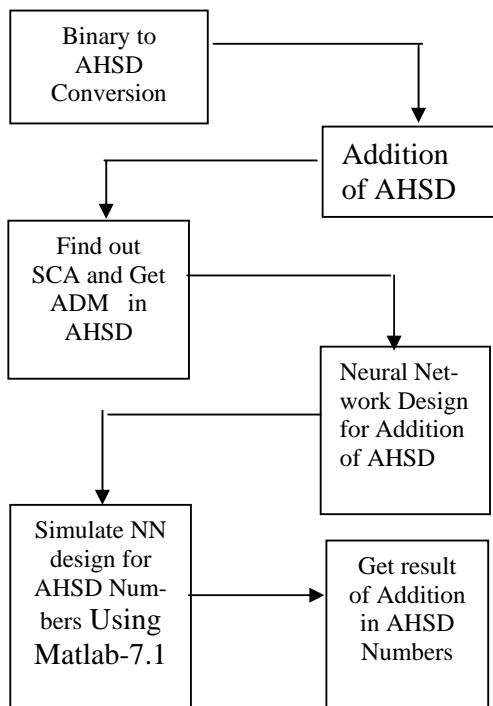 Binary to
AHSD
Conversion
Addition
of AHSD
Find out
SCA and Get
ADM in
AHSD
Neural Net-
work Design
for Addition
of AHSD
Simulate NN
design for
AHSD Num-
bers Using
Matlab-7.1
Get result
of Addition
in AHSD
Numbers